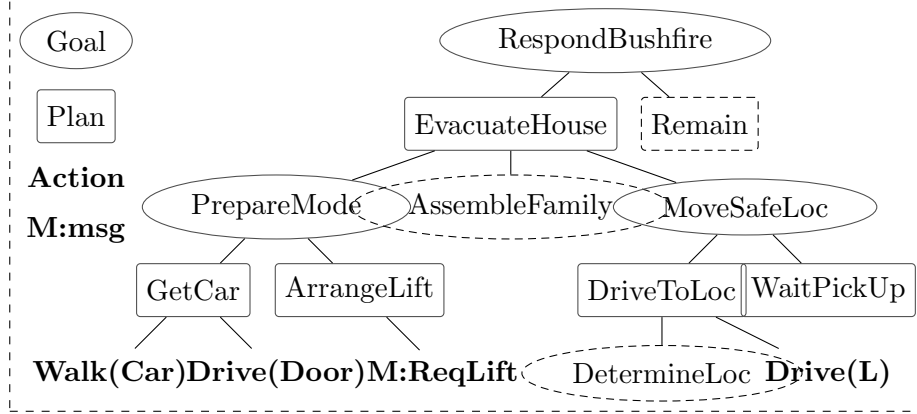 Goal
RespondBushfire
Plan
EvacuateHouse
Remain
Action
M:msg
PrepareMode
AssembleFamily
MoveSafeLoc
GetCar
ArrangeLift
DriveToLoc
WaitPickUp
Walk(Car)
Drive(Door)
M:ReqLift
DetermineLoc
Drive(L)